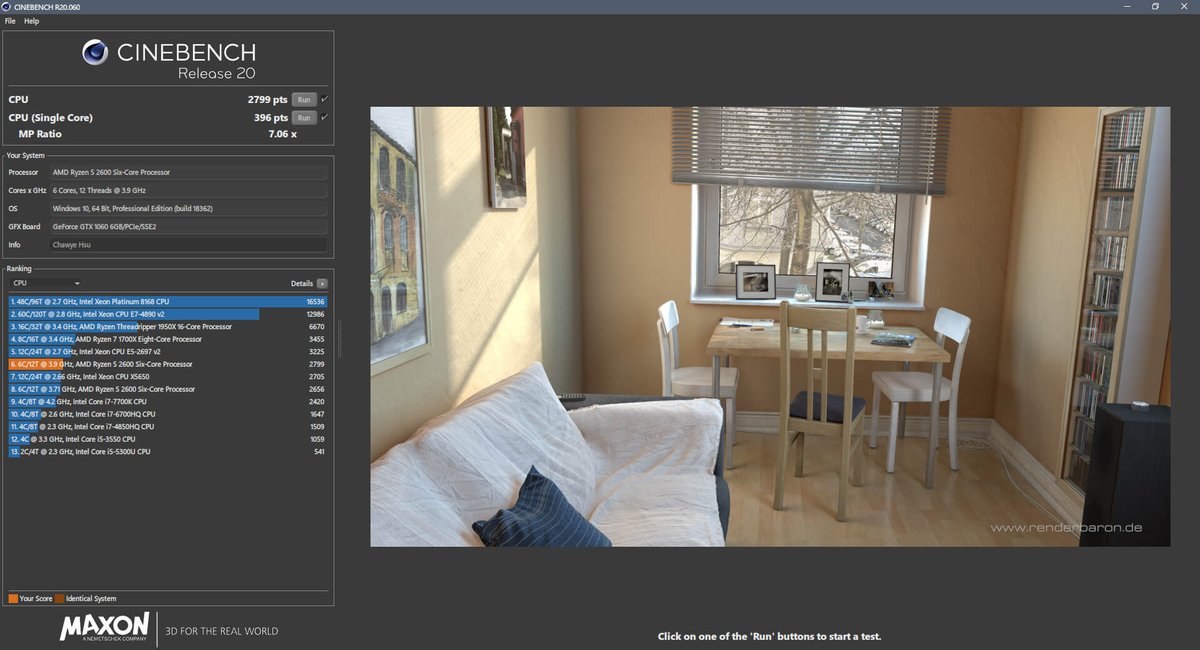 CINEBENCH R20.060
File Help
CINEBENCH
Release 20
CPU 2799 pts Run
CPU (Single Core) 396 pts Run
MP Ratio 7.06 x
Your System
Processor AMD Ryzen 5 2600 Six-Core Processor
Cores x GHz 6 Cores, 12 Threads @ 3.9 GHz
OS Windows 10, 64 Bit, Professional Edition (build 18362)
GFX Board GeForce GTX 1060 6GB/PCIe/SSE2
Info Chawye Hsu
Ranking
CPU Details +
1. 48C/96T @ 2.7 GHz, Intel Xeon Platinum 8168 CPU 16536
2. 60C/120T @ 2.8 GHz, Intel Xeon CPU E7-4890 v2 12986
3. 16C/32T @ 3.4 GHz, AMD Ryzen Threadripper 1950X 16-Core Processor 6670
4. 8C/16T @ 3.4 GHz, AMD Ryzen 7 1700X Eight-Core Processor 3455
5. 12C/24T @ 2.7 GHz, Intel Xeon CPU E5-2697 v2 3225
6. 6C/12T @ 3.9 GHz, AMD Ryzen 5 2600 Six-Core Processor 2799
7. 12C/24T @ 2.66 GHz, Intel Xeon CPU X5650 2705
8. 6C/12T @ 3.71 GHz, AMD Ryzen 5 2600 Six-Core Processor 2656
9. 4C/8T @ 4.2 GHz, Intel Core i7-7700K CPU 2420
10. 4C/8T @ 2.6 GHz, Intel Core i7-6700HQ CPU 1647
11. 4C/8T @ 2.3 GHz, Intel Core i7-4850HQ CPU 1509
12. 4C @ 3.3 GHz, Intel Core i5-3550 CPU 1059
13. 2C/4T @ 2.3 GHz, Intel Core i5-5300U CPU 541
www.renderbaron.de
Your Score Identical System
MAXON
A NEMETSCHEK COMPANY
3D FOR THE REAL WORLD
Click on one of the 'Run' buttons to start a test.